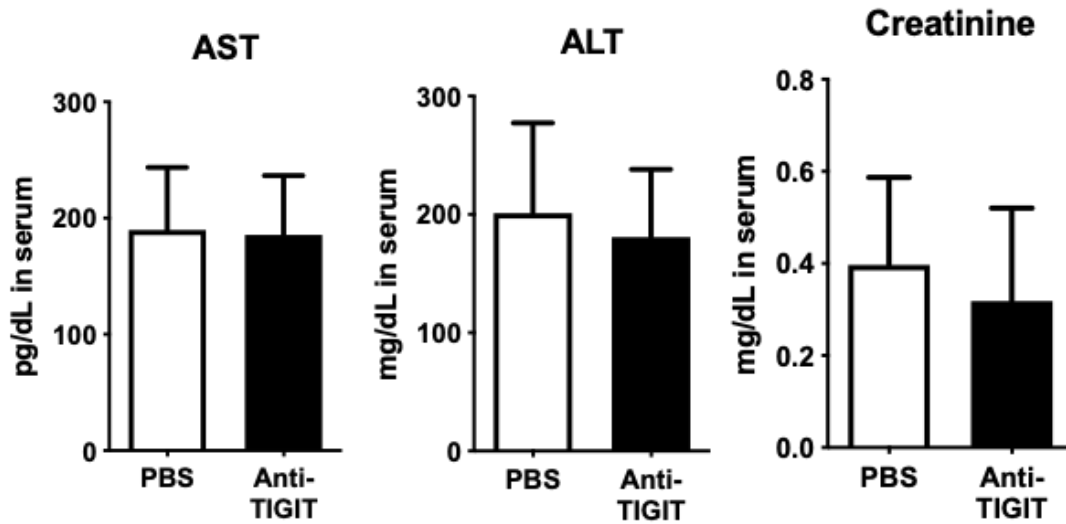 AST
pg/dL in serum
300
200
100
0
PBS
Anti-
TIGIT
ALT
mg/dL in serum
300
200
100
0
PBS
Anti-
TIGIT
Creatinine
mg/dL in serum
0.8
0.6
0.4
0.2
0.0
PBS
Anti-
TIGIT